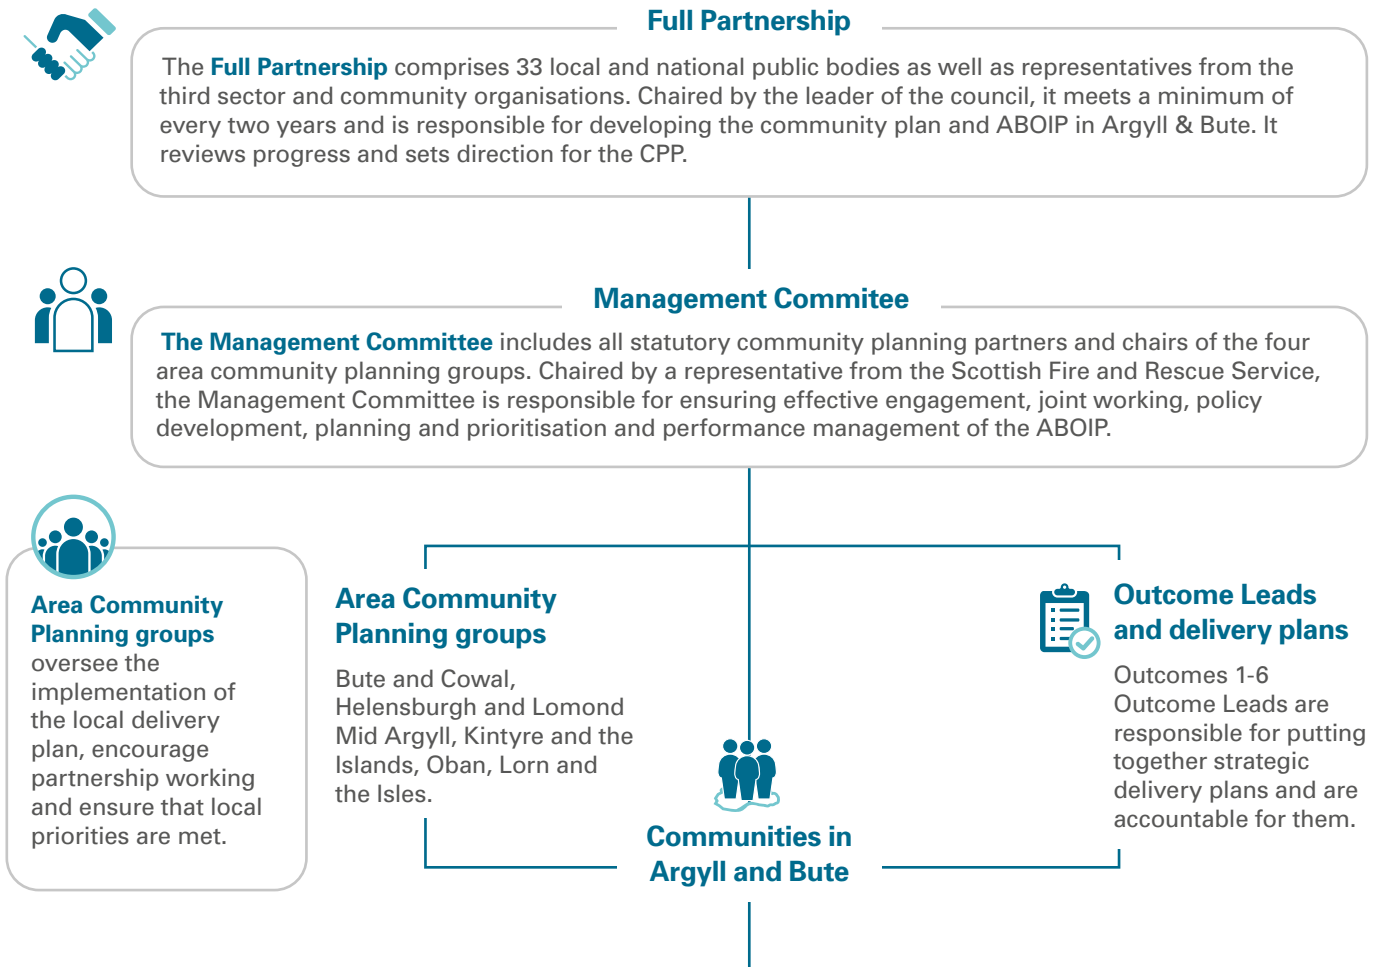 Full Partnership
The Full Partnership comprises 33 local and national public bodies as well as representatives from the
third sector and community organisations. Chaired by the leader of the council, it meets a minimum of
every two years and is responsible for developing the community plan and ABOIP in Argyll & Bute. It
reviews progress and sets direction for the CPP.
Management Commitee
The Management Committee includes all statutory community planning partners and chairs of the four
area community planning groups. Chaired by a representative from the Scottish Fire and Rescue Service,
the Management Committee is responsible for ensuring effective engagement, joint working, policy
development, planning and prioritisation and performance management of the ABOIP.
Area Community
Planning groups
oversee the
implementation of
the local delivery
plan, encourage
partnership working
and ensure that local
priorities are met.
Area Community
Planning groups
Bute and Cowal,
Helensburgh and Lomond
Mid Argyll, Kintyre and the
Islands, Oban, Lorn and
the Isles.
Outcome Leads
and delivery plans
Outcomes 1-6
Outcome Leads are
responsible for putting
together strategic
delivery plans and are
accountable for them.
Communities in
Argyll and Bute